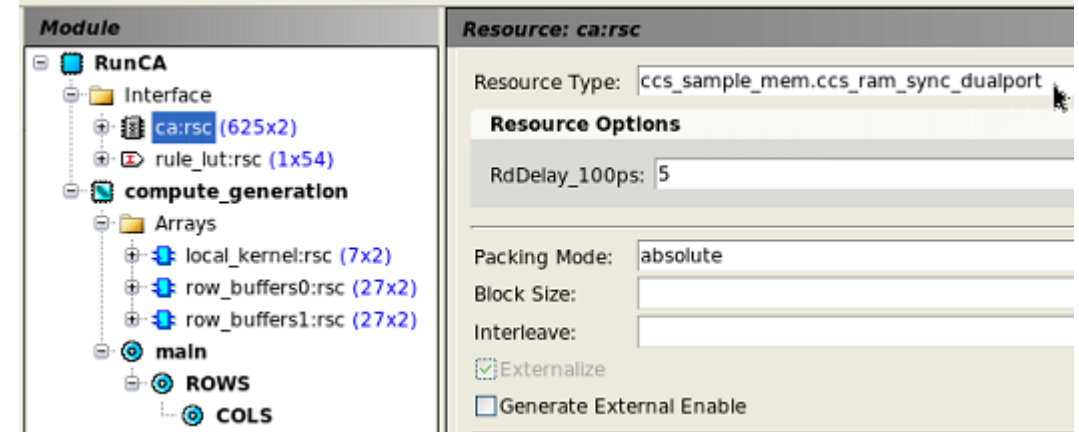 Module
RunCA
Interface
ca:rsc (625x2)
rule_lut:rsc (1x54)
compute_generation
Arrays
local_kernel:rsc (7x2)
row_buffers0:rsc (27x2)
row_buffers1:rsc (27x2)
main
ROWS
COLS
Resource: ca:rsc
Resource Type: ccs_sample_mem.ccs_ram_sync_dualport
Resource Options
RdDelay_100ps: 5
Packing Mode: absolute
Block Size:
Interleave:
Externalize
Generate External Enable